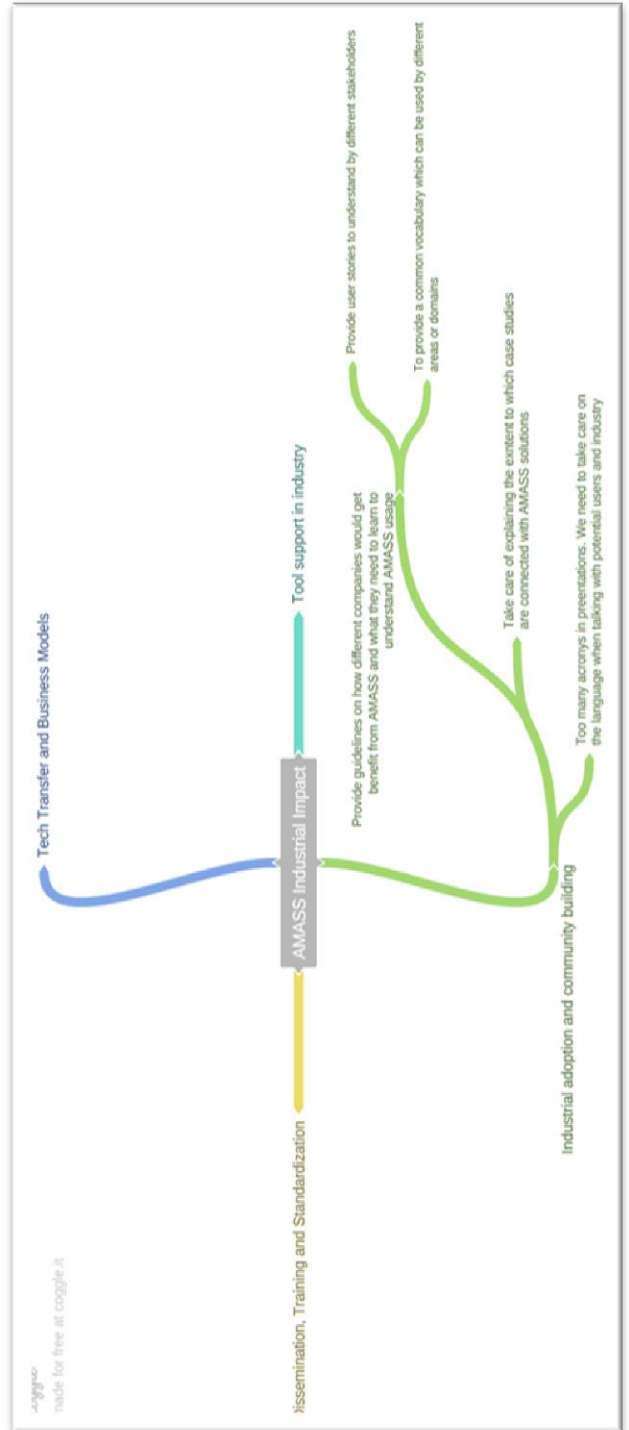 made for free at coggle.it
Tech Transfer and Business Models
AMASS Industrial Impact
Tool support in industry
issemination, Training and Standardization
Provide guidelines on how different companies would get
benefit from AMASS and what they need to learn to
understand AMASS usage
Provide user stories to understand by different stakeholders
To provide a common vocabulary which can be used by different
areas or domains
Take care of explaining the exntent to which case studies
are connected with AMASS solutions
Industrial adoption and community building
Too many acronys in preentations. We need to take care on
the language when talking with potential users and industry